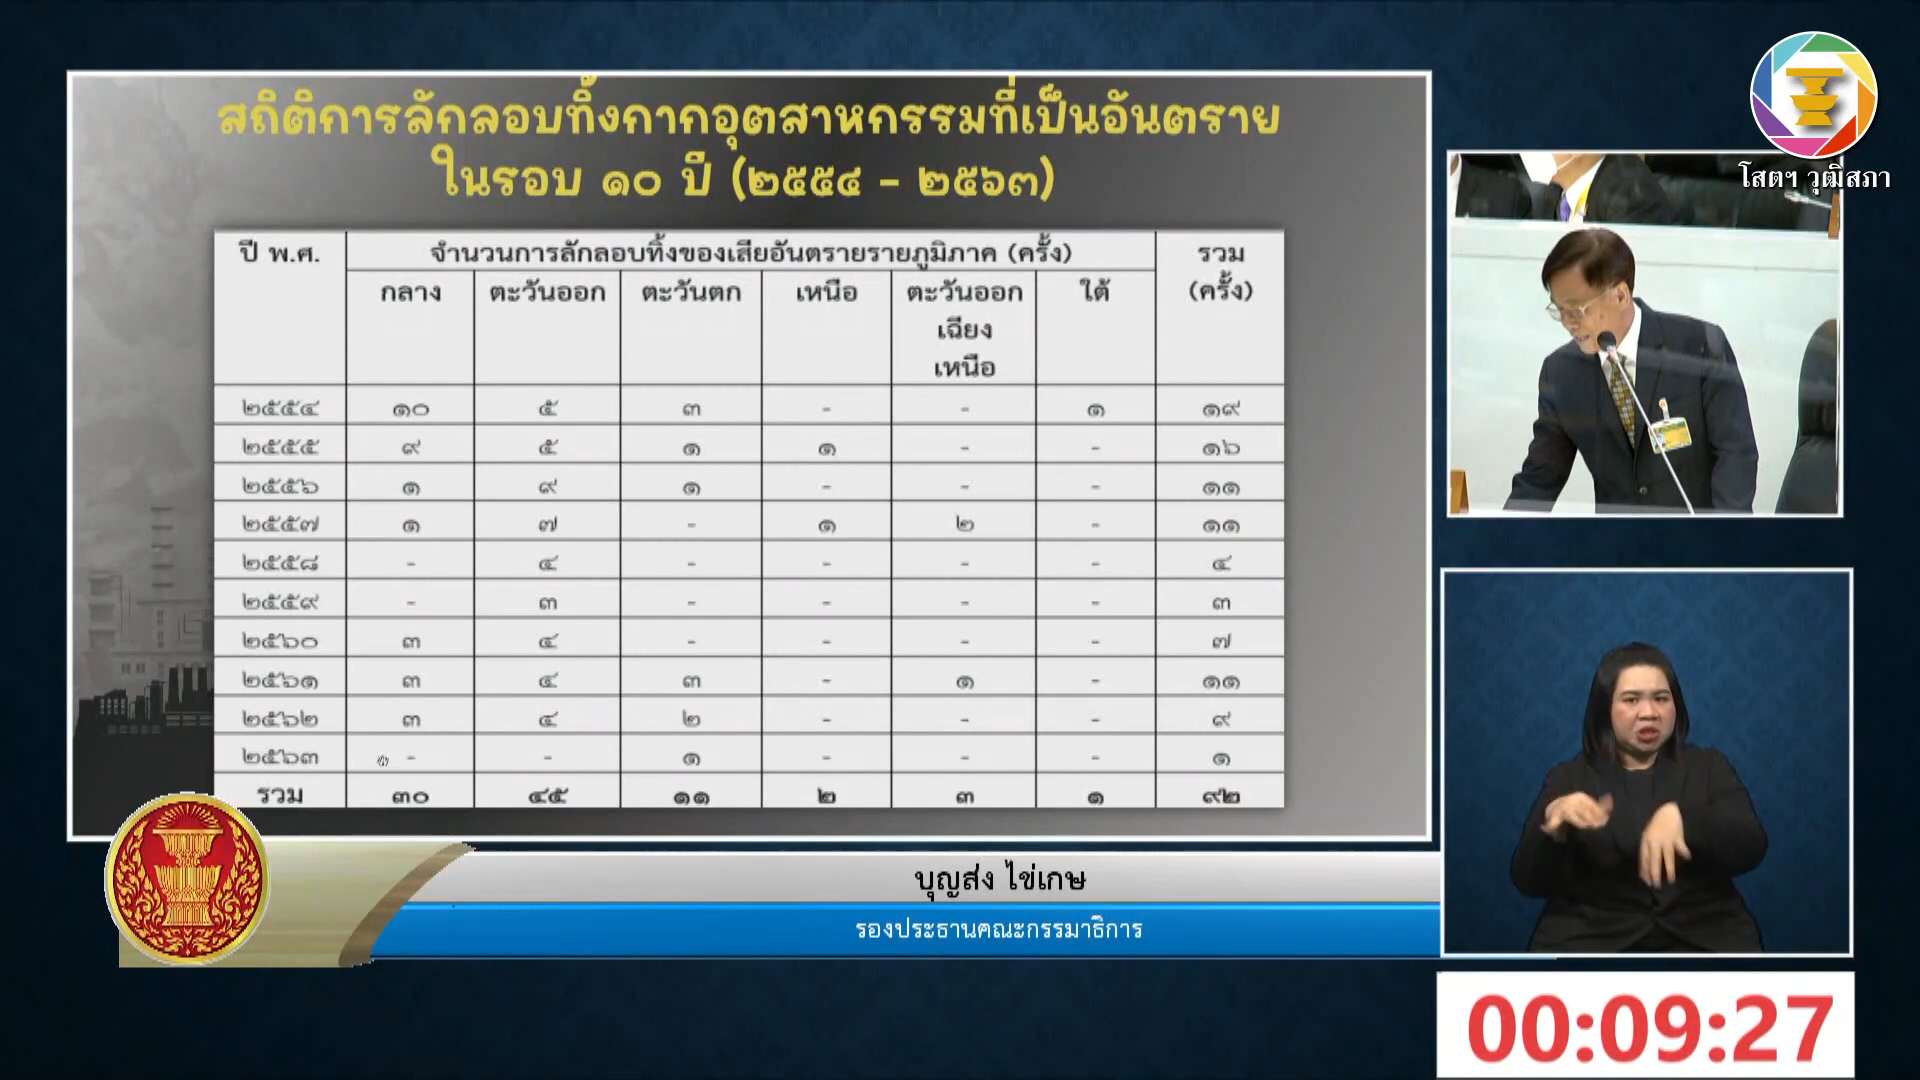 สถิติการลักลอบทิ้งกากอุตสาหกรรมที่เป็นอันตราย
ในรอบ ๑๐ ปี (๒๕๕๔ - ๒๕๖๓)
ปี พ.ศ. จำนวนการลักลอบทิ้งของเสียอันตรายรายภูมิภาค (ครั้ง) รวม (ครั้ง)
กลาง ตะวันออก ตะวันตก เหนือ ตะวันออก เฉียง เหนือ ใต้
๒๕๕๔ ๑๐ ๕ ๓ - - ๑ ๑๙
๒๕๕๕ ๙ ๕ ๑ ๑ - - ๑๖
๒๕๕๖ ๑ ๙ ๑ - - - ๑๑
๒๕๕๗ ๑ ๗ - ๑ ๒ - ๑๑
๒๕๕๘ - ๔ - - - - ๔
๒๕๕๙ - ๓ - - - - ๓
๒๕๖๐ ๓ ๔ - - - - ๗
๒๕๖๑ ๓ ๔ ๓ - ๑ - ๑๑
๒๕๖๒ ๓ ๔ ๒ - - - ๙
๒๕๖๓ - - ๑ - - - ๑
รวม ๓๐ ๔๕ ๑๑ ๒ ๓ ๑ ๙๒
โสตฯ วุฒิสภา
บุญส่ง ไข่เกษ
รองประธานคณะกรรมาธิการ
00:09:27